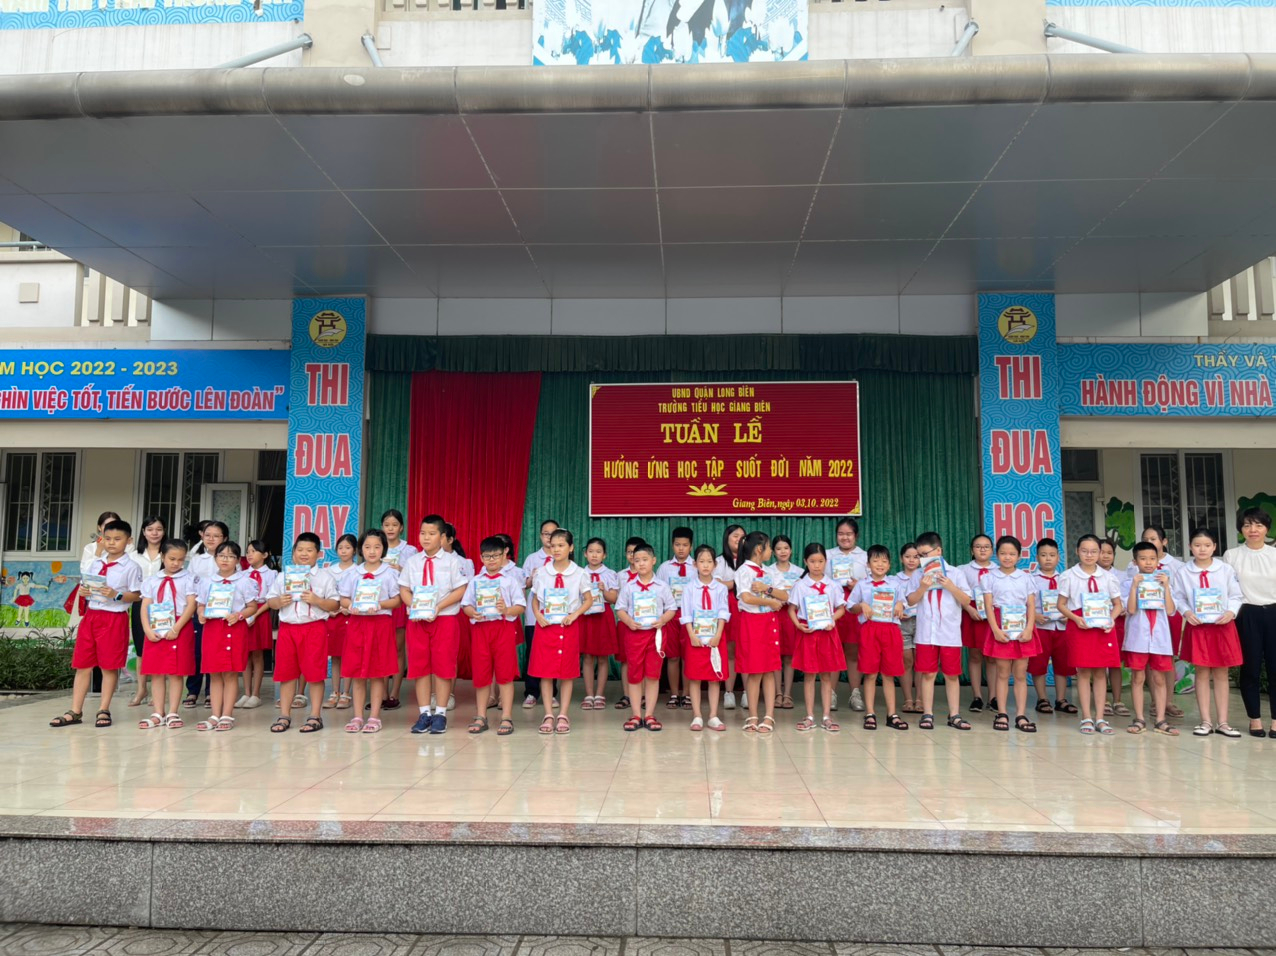 ĂM HỌC 2022 - 2023
GHÌN VIỆC TỐT, TIẾN BƯỚC LÊN ĐOÀN"
THI
ĐUA
DẠY
UBND QUẬN LONG BIÊN
TRƯỜNG TIỂU HỌC GIANG BIÊN
TUẦN LỄ
HƯỞNG ỨNG HỌC TẬP SUỐT ĐỜI NĂM 2022
Giang Biên, ngày 03.10.2022
THI
ĐUA
HỌC
THẦY VÀ
HÀNH ĐỘNG VÌ NHÀ